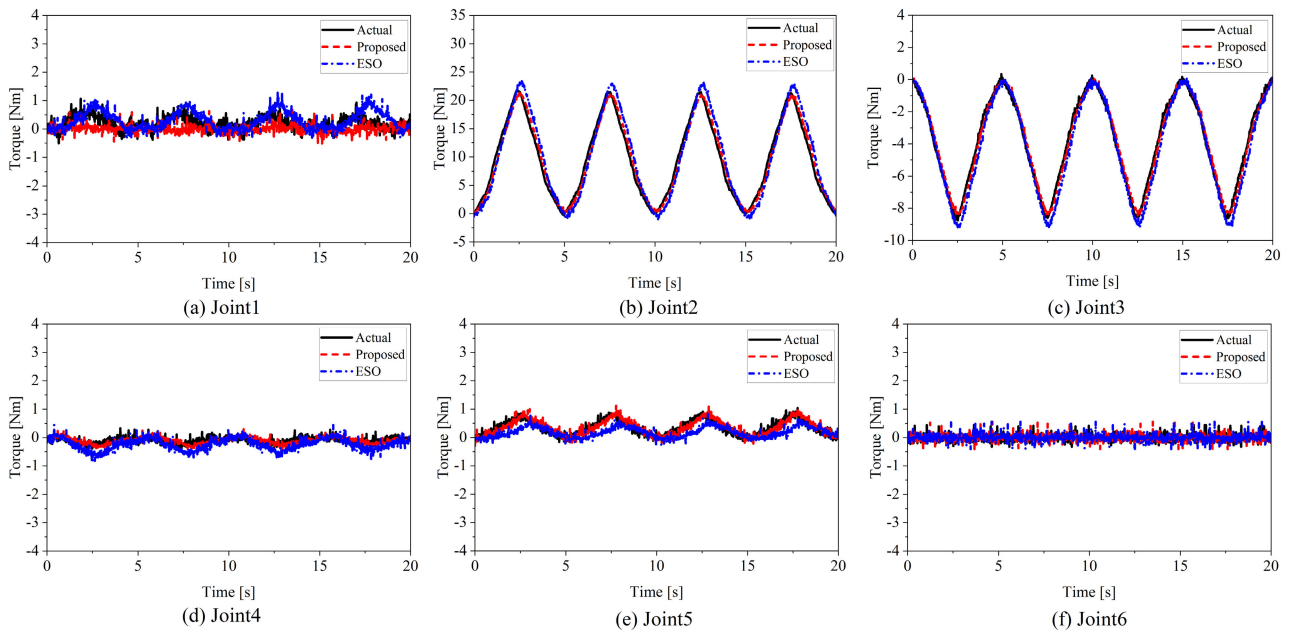 4
3
2
1
0
-1
-2
-3
-4
Torque [Nm]
0
5
10
15
20
Time [s]
Actual
Proposed
ESO
(a) Joint1
35
30
25
20
15
10
5
0
-5
Torque [Nm]
0
5
10
15
20
Time [s]
Actual
Proposed
ESO
(b) Joint2
4
2
0
-2
-4
-6
-8
-10
Torque [Nm]
0
5
10
15
20
Time [s]
Actual
Proposed
ESO
(c) Joint3
4
3
2
1
0
-1
-2
-3
-4
Torque [Nm]
0
5
10
15
20
Time [s]
Actual
Proposed
ESO
(d) Joint4
4
3
2
1
0
-1
-2
-3
-4
Torque [Nm]
0
5
10
15
20
Time [s]
Actual
Proposed
ESO
(e) Joint5
4
3
2
1
0
-1
-2
-3
-4
Torque [Nm]
0
5
10
15
20
Time [s]
Actual
Proposed
ESO
(f) Joint6